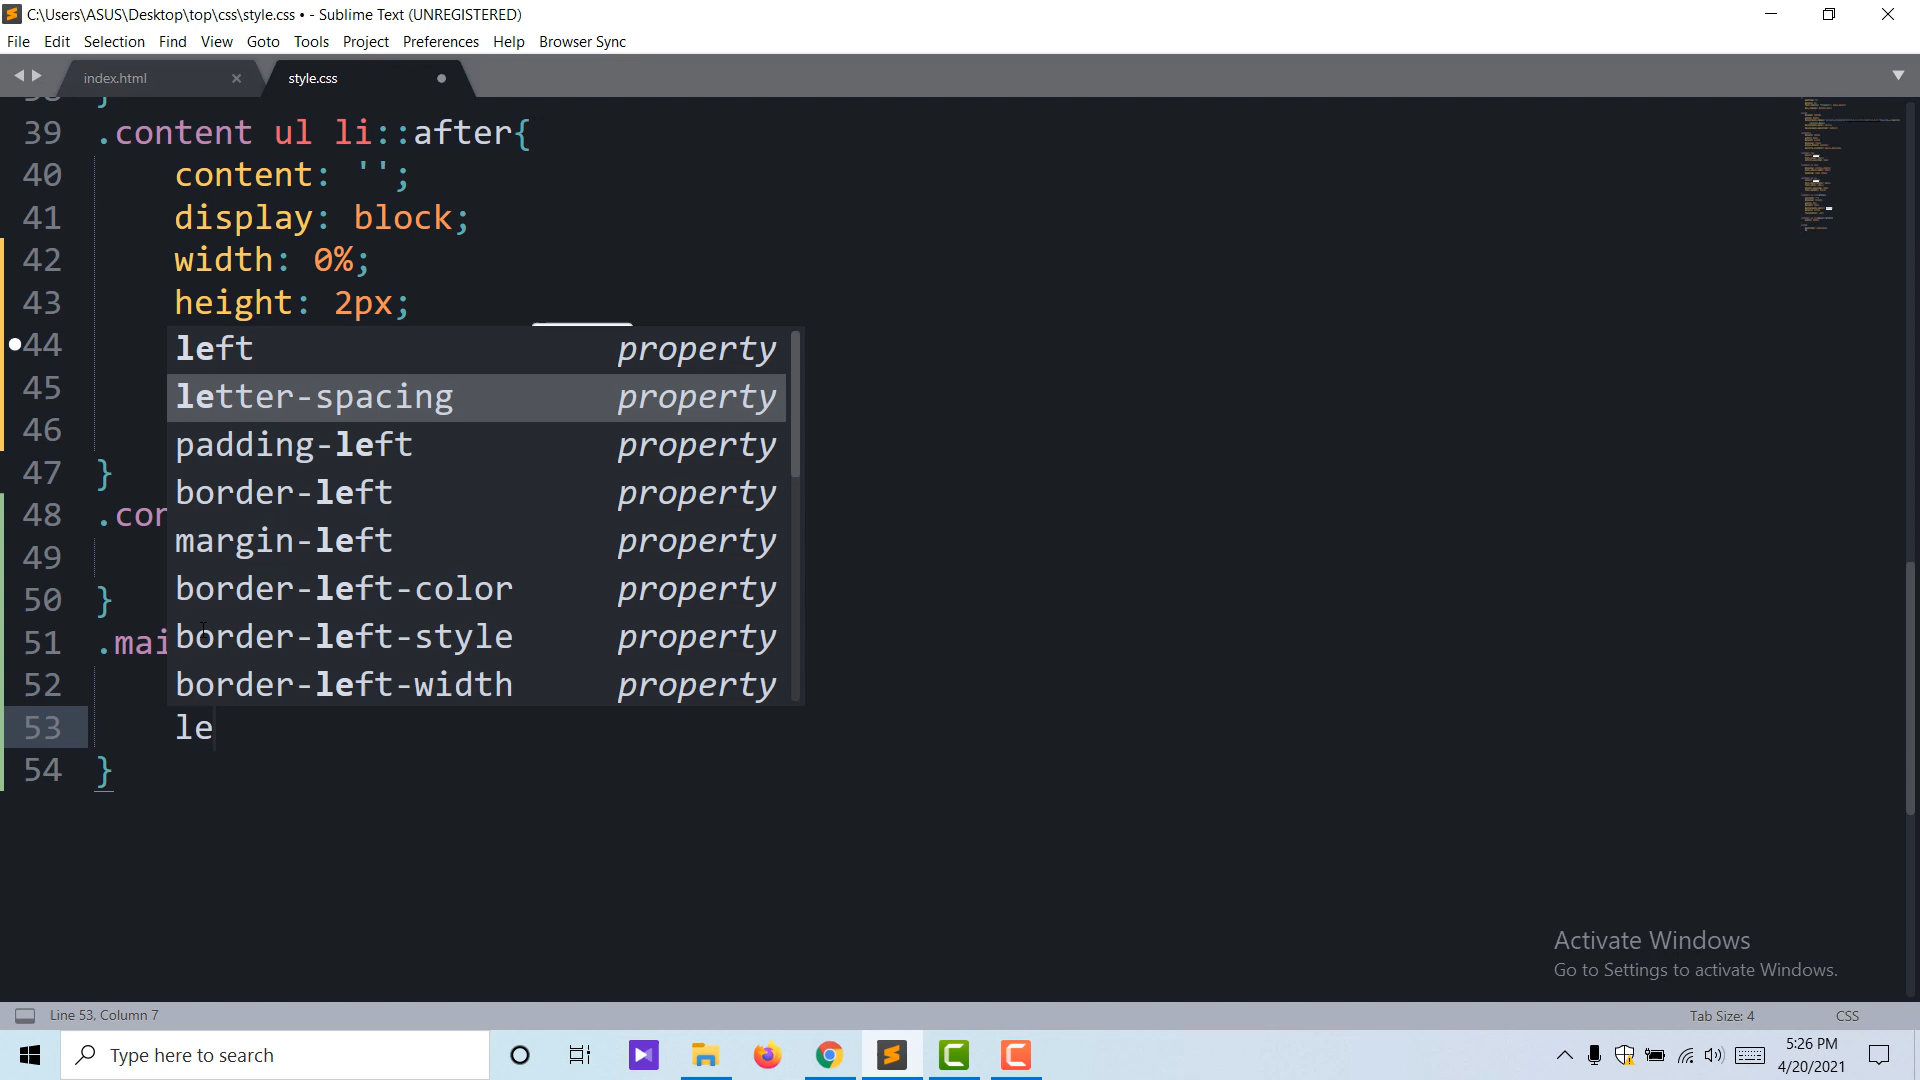 C:\Users\ASUS\Desktop\top\css\style.css • - Sublime Text (UNREGISTERED)
File Edit Selection Find View Goto Tools Project Preferences Help Browser Sync
index.html × style.css
39 .content ul li::after{
40 content: '';
41 display: block;
42 width: 0%;
43 height: 2px;
44 left property
45 letter-spacing property
46 padding-left property
47 } border-left property
48 .con margin-left property
49 border-left-color property
50 }
51 .mai border-left-style property
52 border-left-width property
53 le
54 }
Activate Windows
Go to Settings to activate Windows.
Line 53, Column 7 Tab Size: 4 CSS
Type here to search
5:26 PM
4/20/2021